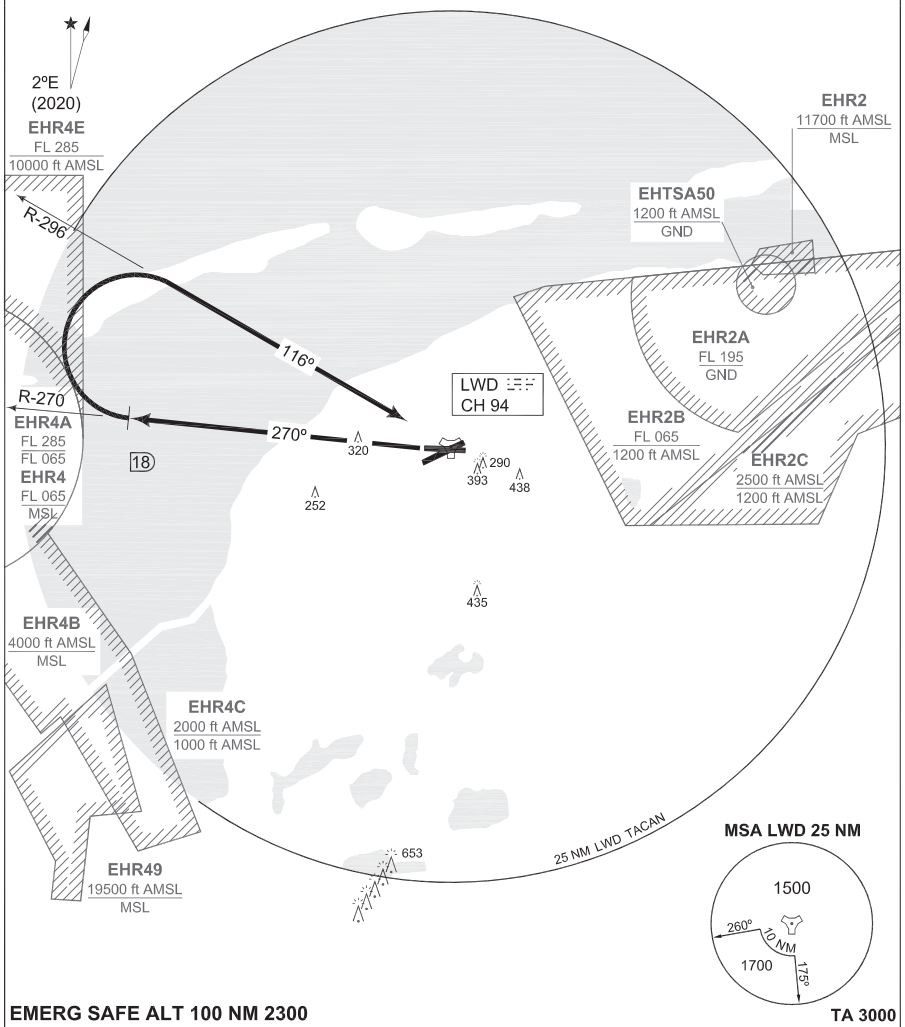 2ºE
(2020)
EHR4E
FL 285
10000 ft AMSL
R-296
EHR2
11700 ft AMSL
MSL
EHTSA50
1200 ft AMSL
GND
116º
EHR2A
FL 195
GND
LWD
CH 94
R-270
270º
320
EHR4A
FL 285
FL 065
EHR4
FL 065
MSL
18
252
290
393
438
EHR2B
FL 065
1200 ft AMSL
EHR2C
2500 ft AMSL
1200 ft AMSL
435
EHR4B
4000 ft AMSL
MSL
EHR4C
2000 ft AMSL
1000 ft AMSL
653
25 NM LWD TACAN
EHR49
19500 ft AMSL
MSL
MSA LWD 25 NM
1500
260º
10 NM
1700
175º
EMERG SAFE ALT 100 NM 2300
TA 3000